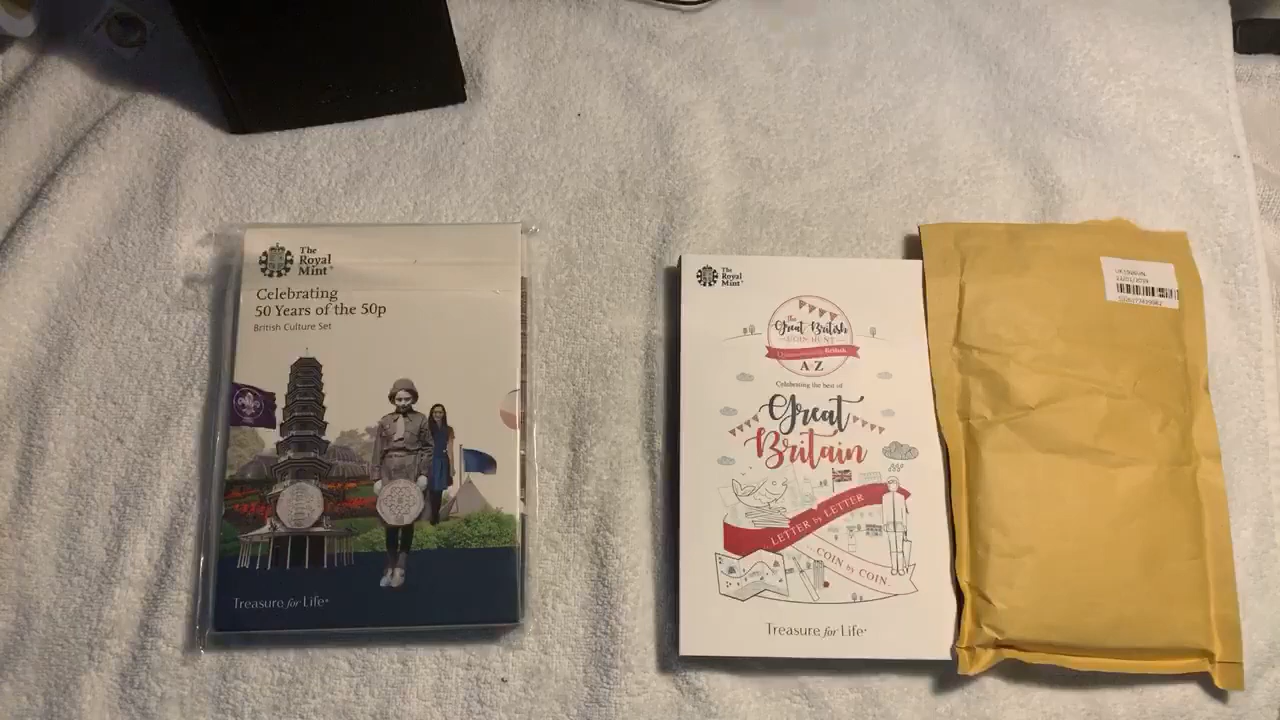 The
Royal
Mint®
Celebrating
50 Years of the 50p
British Culture Set
Treasure for Life®
The
Royal
Mint®
The
Great British
COIN HUNT
British
A Z
Celebrating the best of
Great
Britain
LETTER by LETTER
COIN by COIN
Treasure for Life®